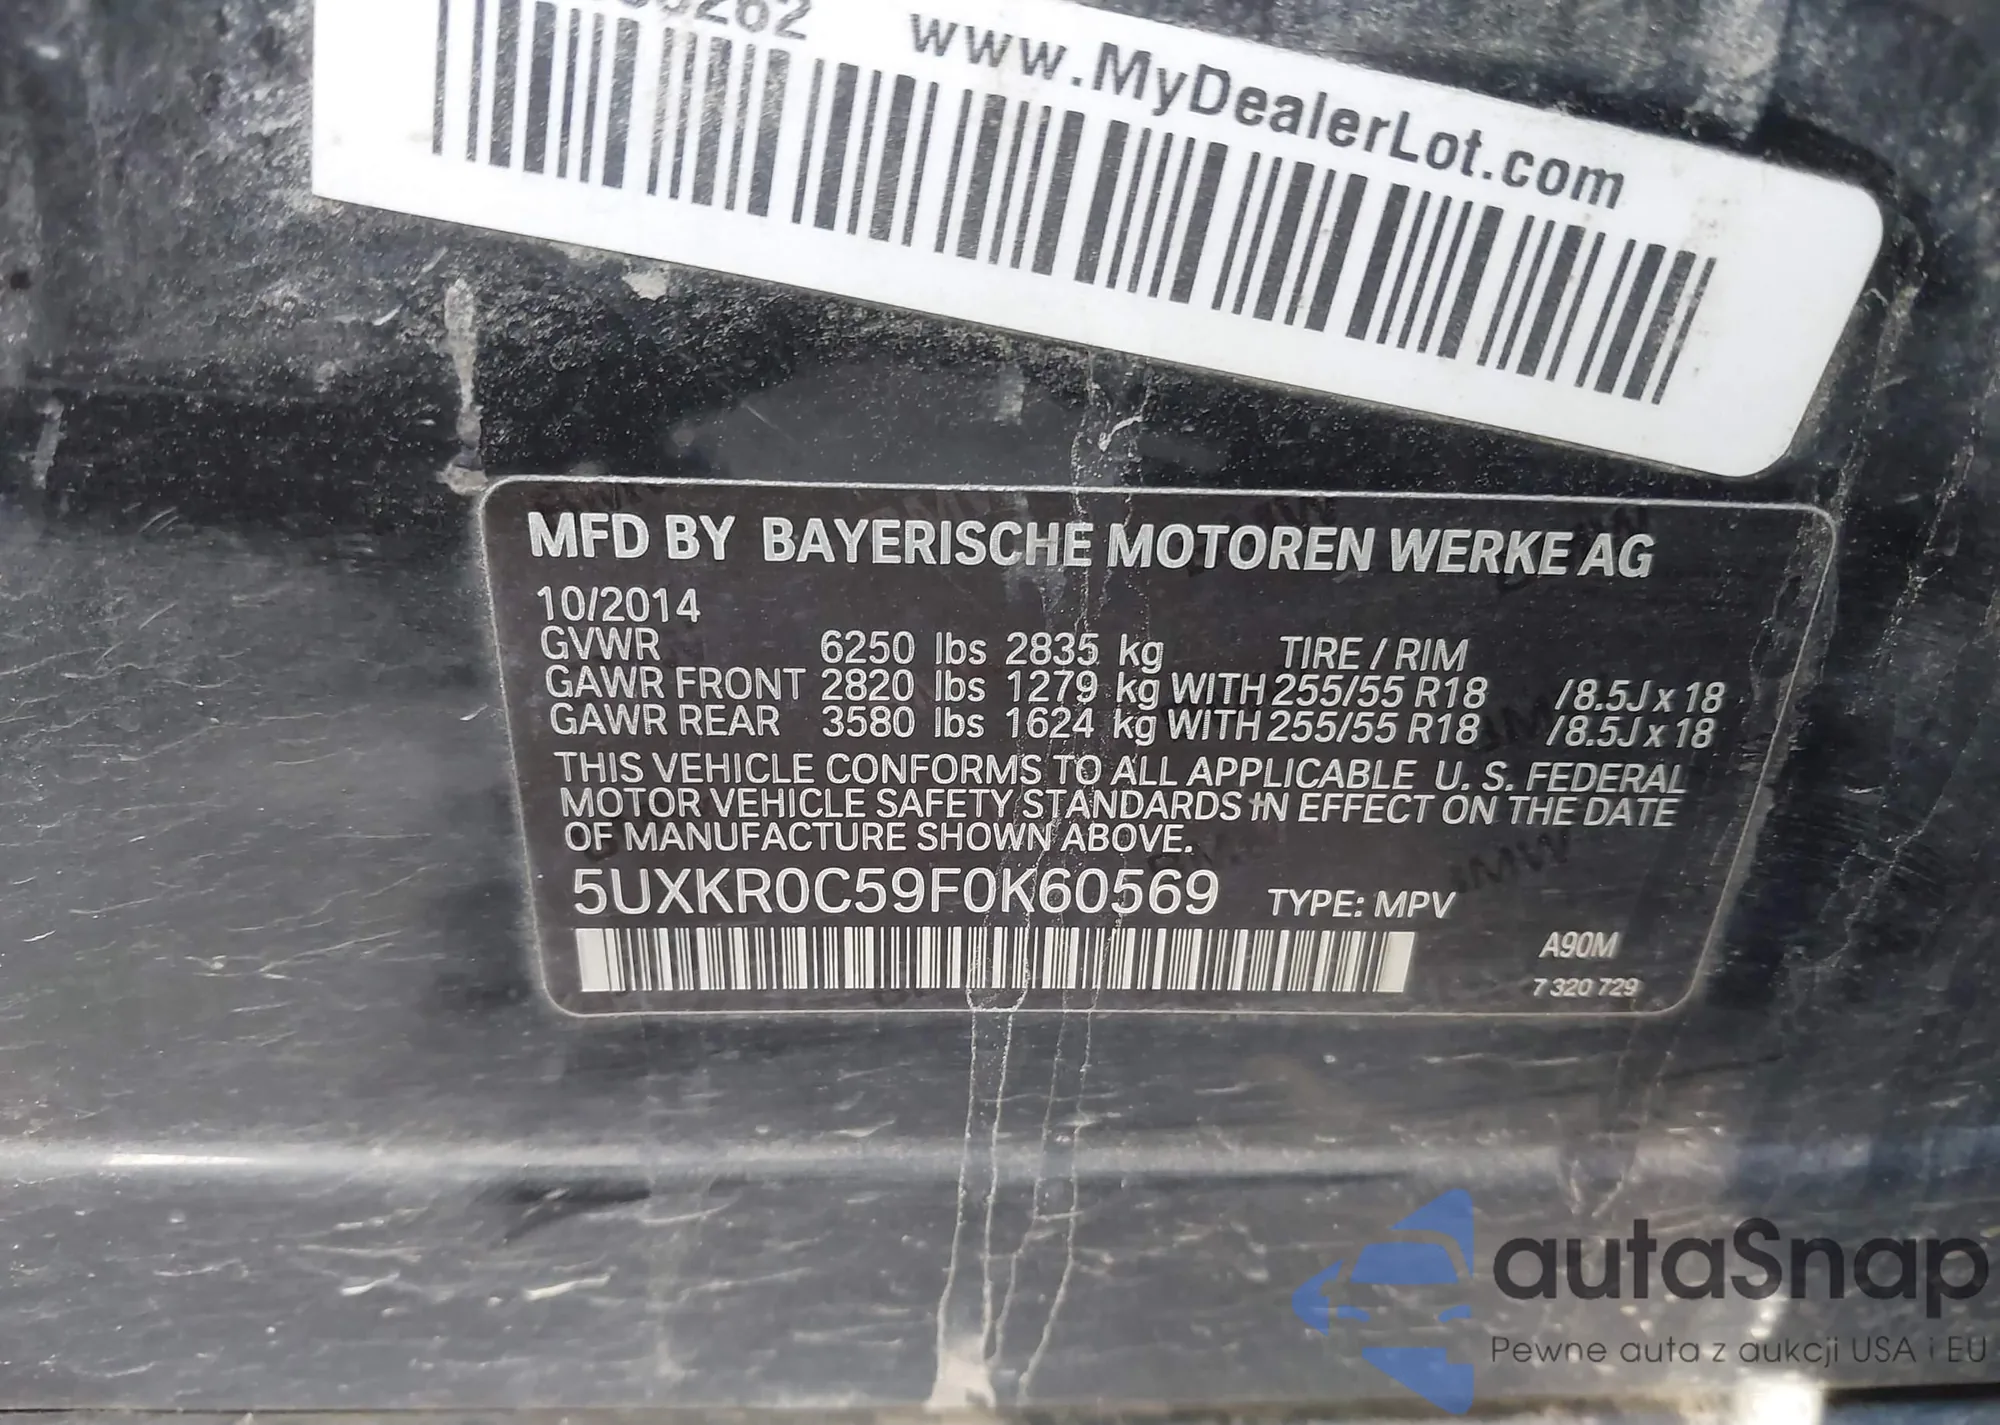 www.MyDealerLot.com
MFD BY BAYERISCHE MOTOREN WERKE AG
10/2014
GVWR 6250 lbs 2835 kg TIRE / RIM
GAWR FRONT 2820 lbs 1279 kg WITH 255/55 R18 /8.5J x 18
GAWR REAR 3580 lbs 1624 kg WITH 255/55 R18 /8.5J x 18
THIS VEHICLE CONFORMS TO ALL APPLICABLE U. S. FEDERAL
MOTOR VEHICLE SAFETY STANDARDS IN EFFECT ON THE DATE
OF MANUFACTURE SHOWN ABOVE.
5UXKR0C59F0K60569 TYPE: MPV
A90M
7 320 729
autaSnap
Pewne auta z aukcji USA i EU